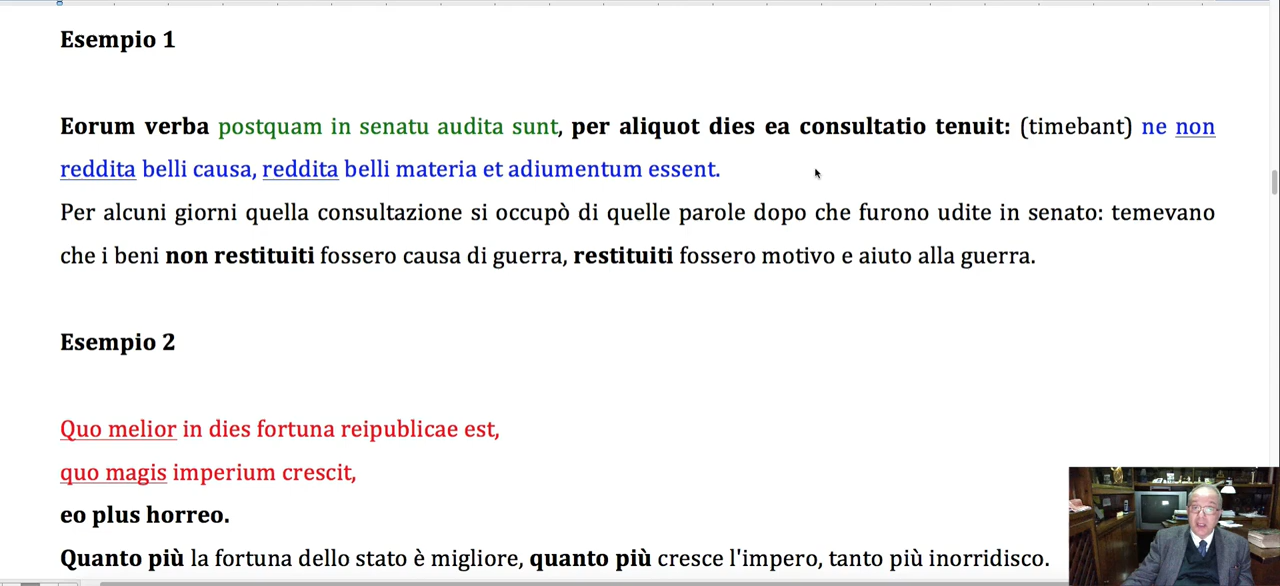 Esempio 1
Eorum verba postquam in senatu audita sunt, per aliquot dies ea consultatio tenuit: (timebant) ne non
reddita belli causa, reddita belli materia et adiumentum essent.
Per alcuni giorni quella consultazione si occupò di quelle parole dopo che furono udite in senato: temevano
che i beni non restituiti fossero causa di guerra, restituiti fossero motivo e aiuto alla guerra.
Esempio 2
Quo melior in dies fortuna reipublicae est,
quo magis imperium crescit,
eo plus horreo.
Quanto più la fortuna dello stato è migliore, quanto più cresce l'impero, tanto più inorridisco.